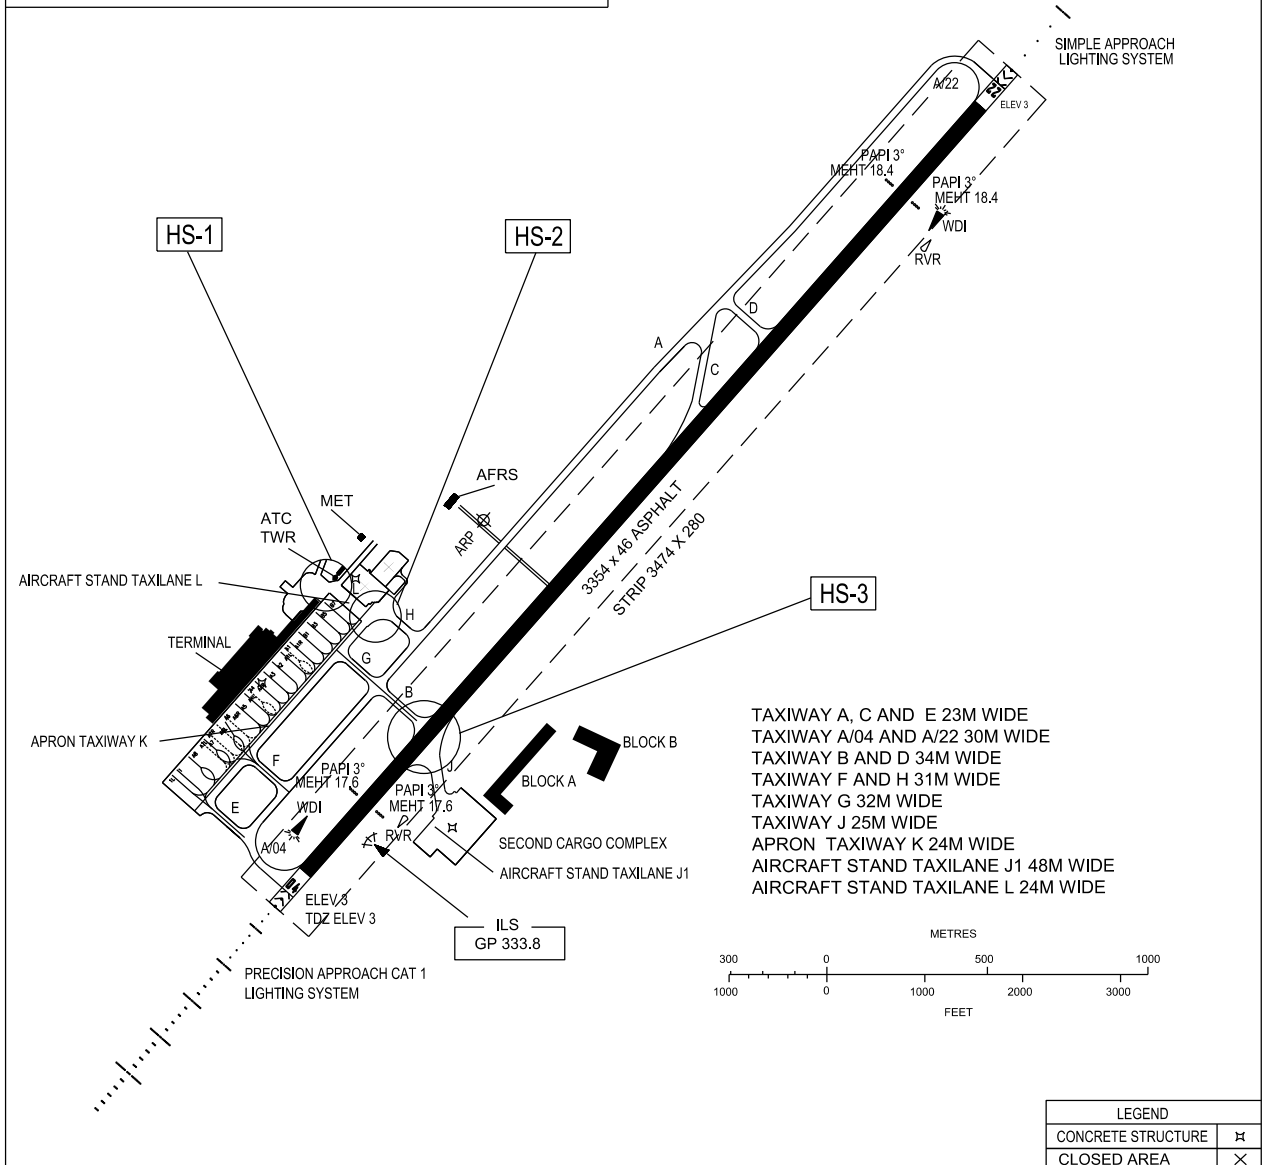 SIMPLE APPROACH
LIGHTING SYSTEM
A/22
22
ELEV 3
PAPI 3°
MEHT 18.4
PAPI 3°
MEHT 18.4
WDI
RVR
HS-1
HS-2
D
A
C
AFRS
MET
ATC
TWR
ARP
3354 x 46 ASPHALT
STRIP 3474 X 280
AIRCRAFT STAND TAXILANE L
L
HS-3
H
TERMINAL
G
B
APRON TAXIWAY K
F
PAPI 3°
MEHT 17.6
J
BLOCK B
BLOCK A
PAPI 3°
MEHT 17.6
E
WDI
RVR
A/04
SECOND CARGO COMPLEX
AIRCRAFT STAND TAXILANE J1
04
ELEV 3
TDZ ELEV 3
ILS
GP 333.8
PRECISION APPROACH CAT 1
LIGHTING SYSTEM
TAXIWAY A, C AND E 23M WIDE
TAXIWAY A/04 AND A/22 30M WIDE
TAXIWAY B AND D 34M WIDE
TAXIWAY F AND H 31M WIDE
TAXIWAY G 32M WIDE
TAXIWAY J 25M WIDE
APRON TAXIWAY K 24M WIDE
AIRCRAFT STAND TAXILANE J1 48M WIDE
AIRCRAFT STAND TAXILANE L 24M WIDE
METRES
300 0 500 1000
1000 0 1000 2000 3000
FEET
LEGEND
CONCRETE STRUCTURE
CLOSED AREA